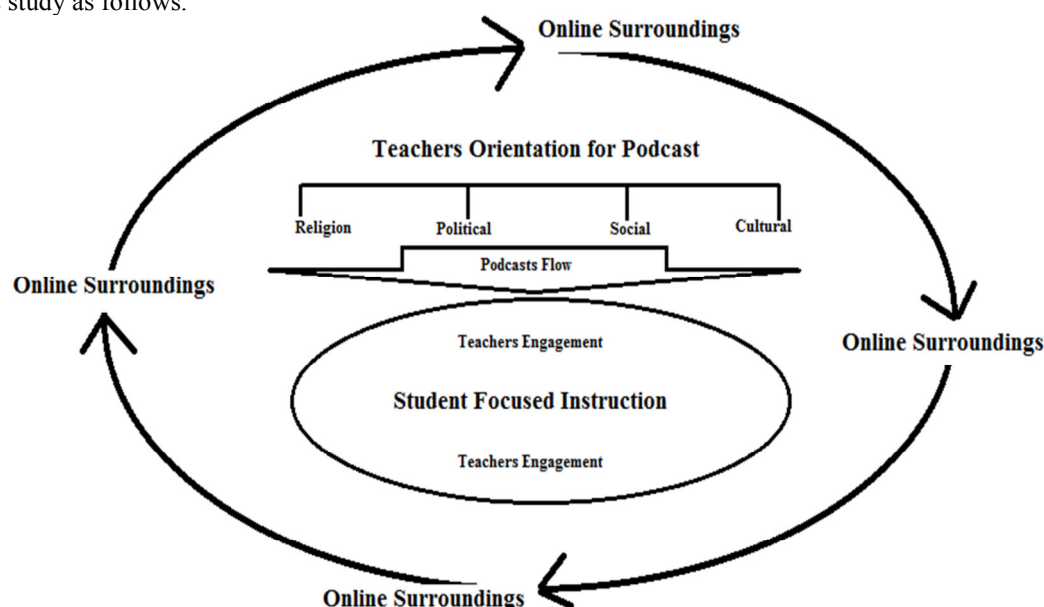 study as follows.
Online Surroundings
Teachers Orientation for Podcast
Religion Political Social Cultural
Podcasts Flow
Online Surroundings
Teachers Engagement
Online Surroundings
Student Focused Instruction
Teachers Engagement
Online Surroundings